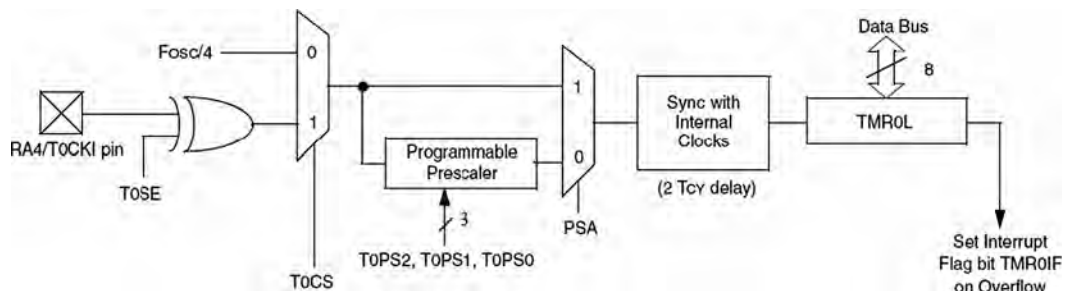 Data Bus
8
Fosc/4
0
1
RA4/T0CKI pin
T0SE
T0CS
Programmable
Prescaler
3
T0PS2, T0PS1, T0PS0
1
0
PSA
Sync with
Internal
Clocks
(2 TCY delay)
TMR0L
Set Interrupt
Flag bit TMR0IF
on Overflow